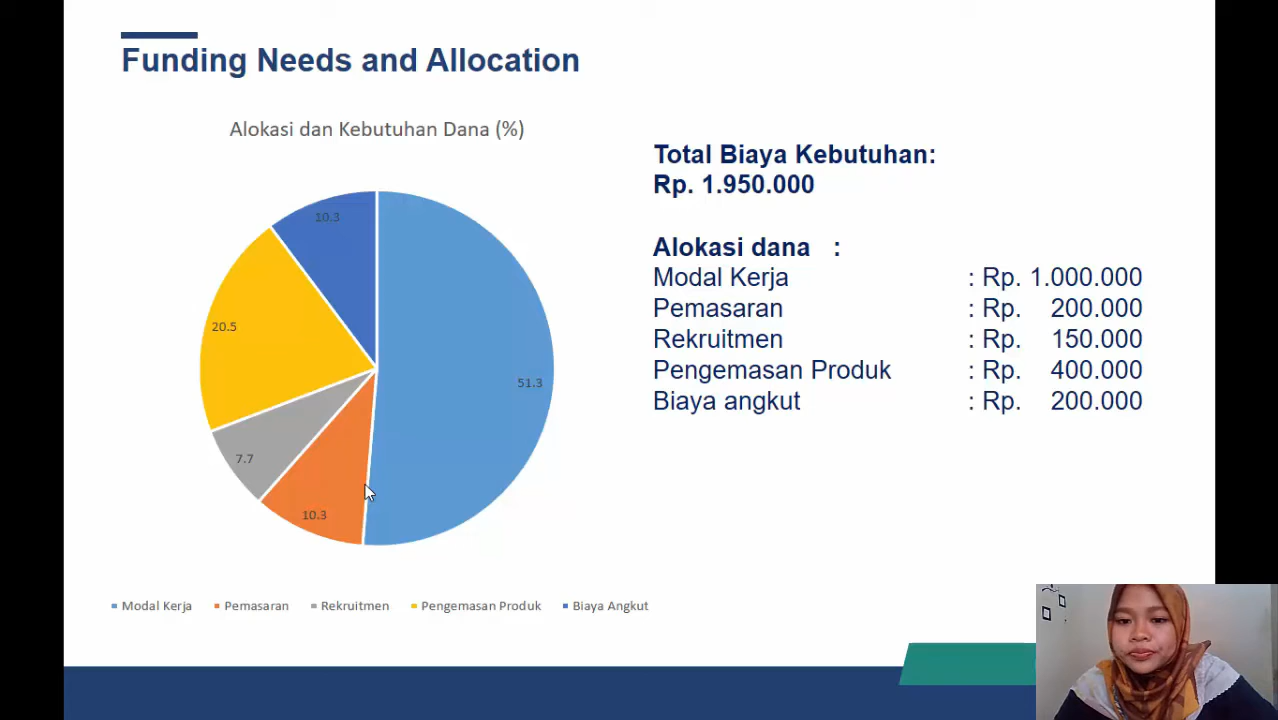 Funding Needs and Allocation
Alokasi dan Kebutuhan Dana (%)
10.3
20.5
51.3
7.7
10.3
Modal Kerja Pemasaran Rekruitmen Pengemasan Produk Biaya Angkut
Total Biaya Kebutuhan:
Rp. 1.950.000
Alokasi dana :
Modal Kerja : Rp. 1.000.000
Pemasaran : Rp. 200.000
Rekruitmen : Rp. 150.000
Pengemasan Produk : Rp. 400.000
Biaya angkut : Rp. 200.000